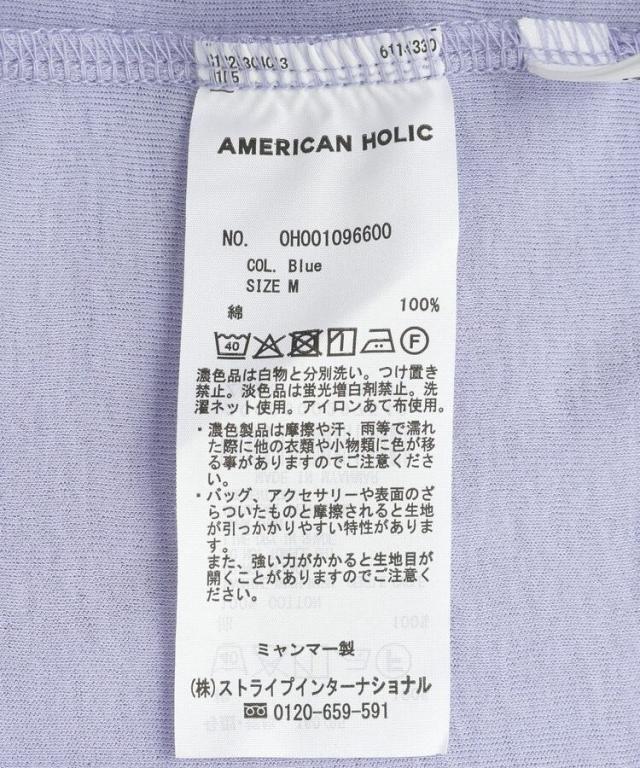 AMERICAN HOLIC
NO. OH001096600
COL. Blue
SIZE M
綿 100%
40 F
濃色品は白物と分別洗い。つけ置き
禁止。淡色品は蛍光増白剤禁止。洗
濯ネット使用。アイロンあて布使用。
・濃色製品は摩擦や汗、雨等で濡れ
た際に他の衣類や小物類に色が移
る事がありますのでご注意くださ
い。
・バッグ、アクセサリーや表面のざ
らついたものと摩擦されると生地
が引っかかりやすい特性がありま
す。
また、強い力がかかると生地目が
開くことがありますのでご注意く
ださい。
ミャンマー製
(株)ストライプインターナショナル
0120-659-591